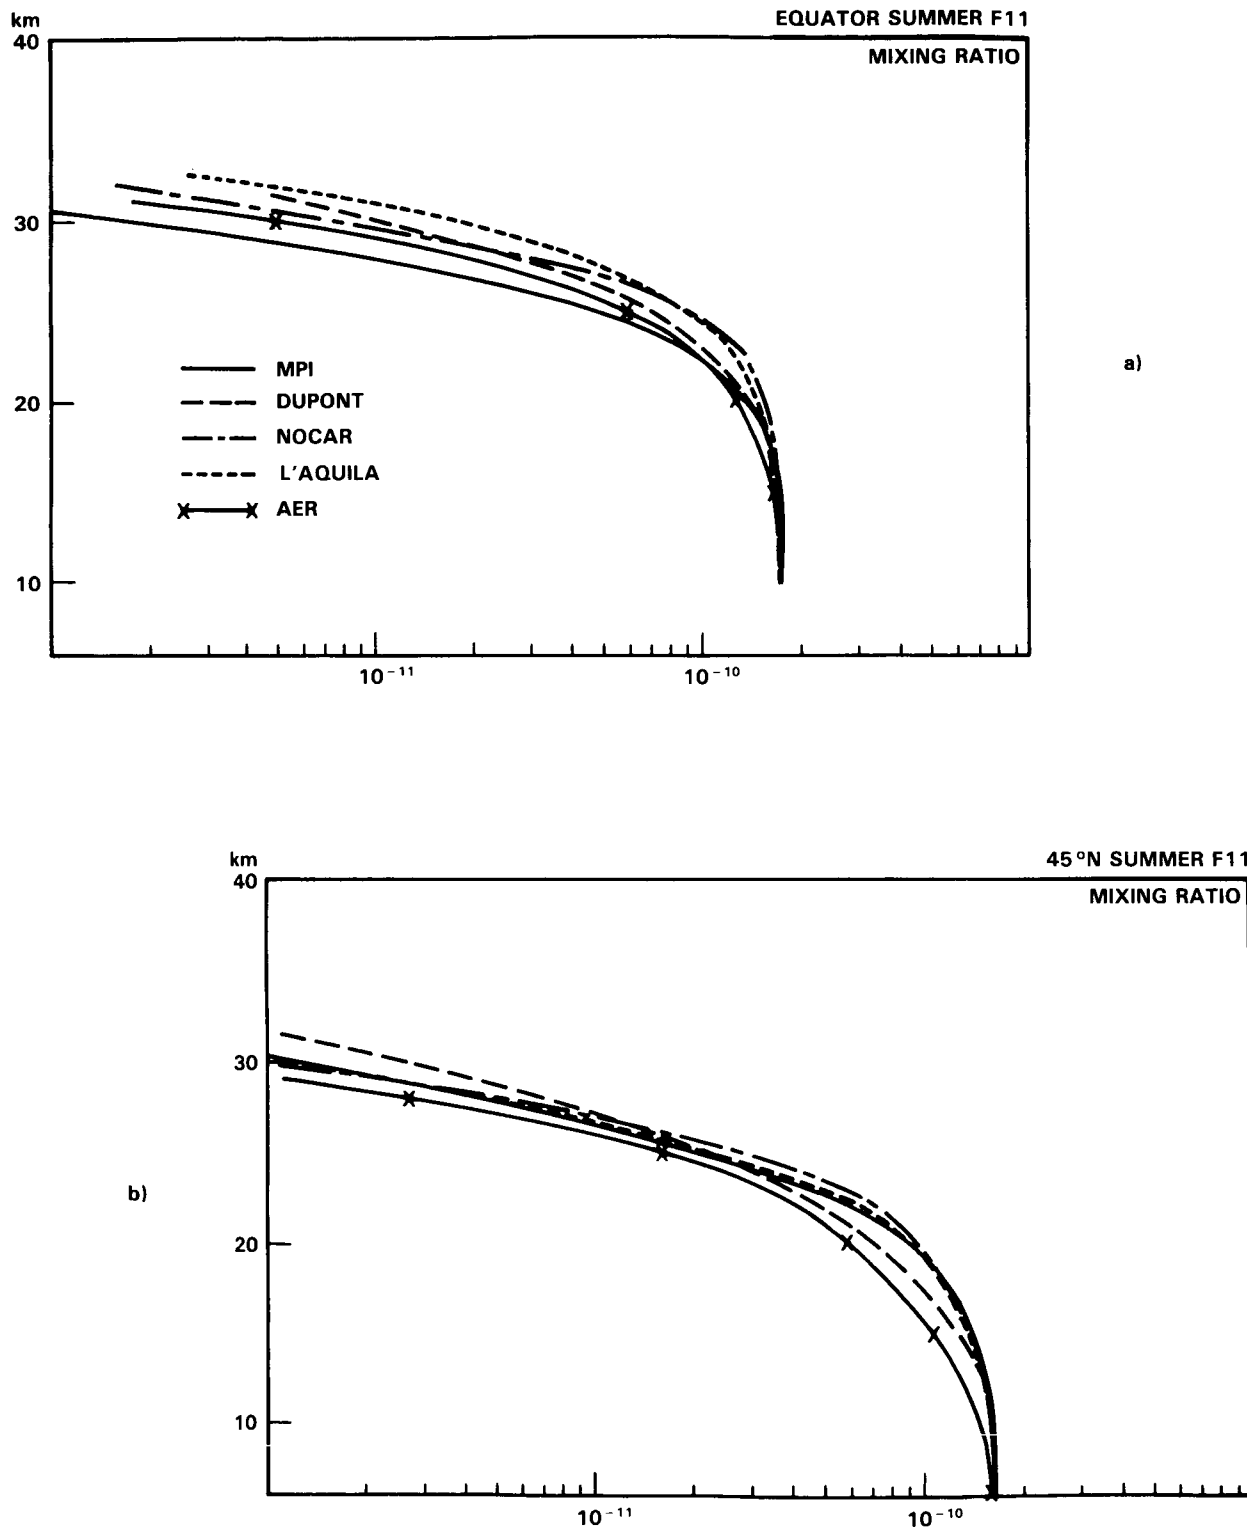 km
EQUATOR SUMMER F11
40
MIXING RATIO
30
a)
MPI
DUPONT
20
NOCAR
L'AQUILA
AER
10
10⁻¹¹
10⁻¹⁰
km
45°N SUMMER F11
40
MIXING RATIO
30
b)
20
10
10⁻¹¹
10⁻¹⁰